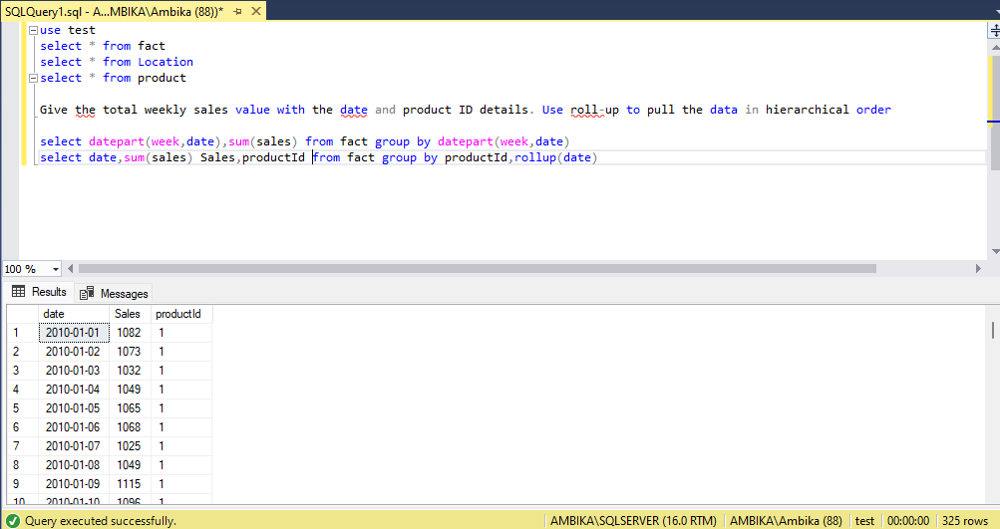 SQLQuery1.sql - A...MBIKA\Ambika (88))*
use test
select * from fact
select * from Location
select * from product
Give the total weekly sales value with the date and product ID details. Use roll-up to pull the data in hierarchical order
select datepart(week,date),sum(sales) from fact group by datepart(week,date)
select date,sum(sales) Sales,productId from fact group by productId,rollup(date)
100 %
Results Messages
date Sales productId
1 2010-01-01 1082 1
2 2010-01-02 1073 1
3 2010-01-03 1032 1
4 2010-01-04 1049 1
5 2010-01-05 1065 1
6 2010-01-06 1068 1
7 2010-01-07 1025 1
8 2010-01-08 1049 1
9 2010-01-09 1115 1
10 2010-01-10 1096 1
Query executed successfully. AMBIKA\SQLSERVER (16.0 RTM) AMBIKA\Ambika (88) test 00:00:00 325 rows